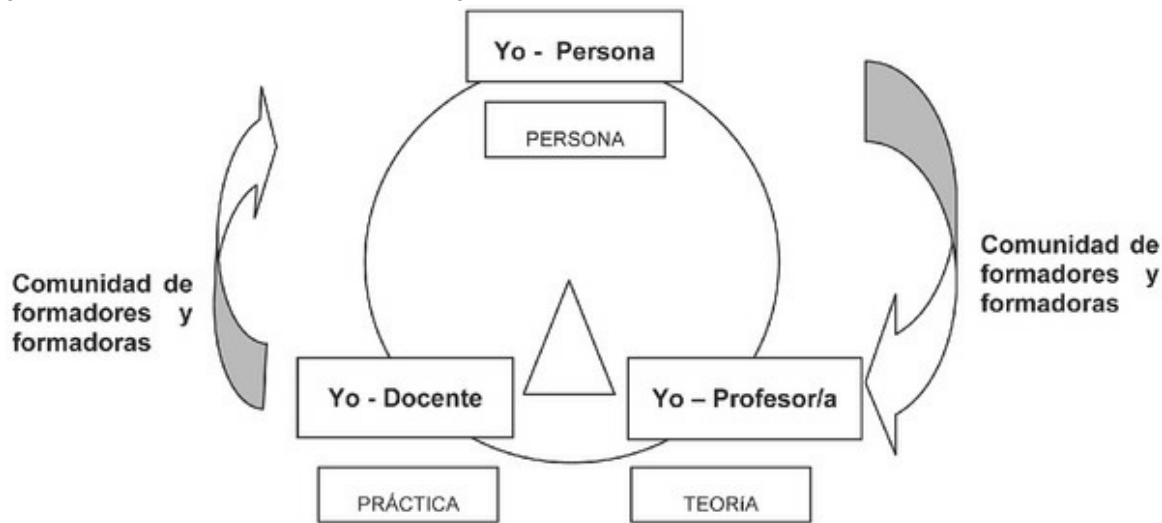 Yo - Persona
PERSONA
Comunidad de
formadores y
formadoras
Comunidad de
formadores y
formadoras
Yo - Docente
Yo – Profesor/a
PRÁCTICA
TEORíA